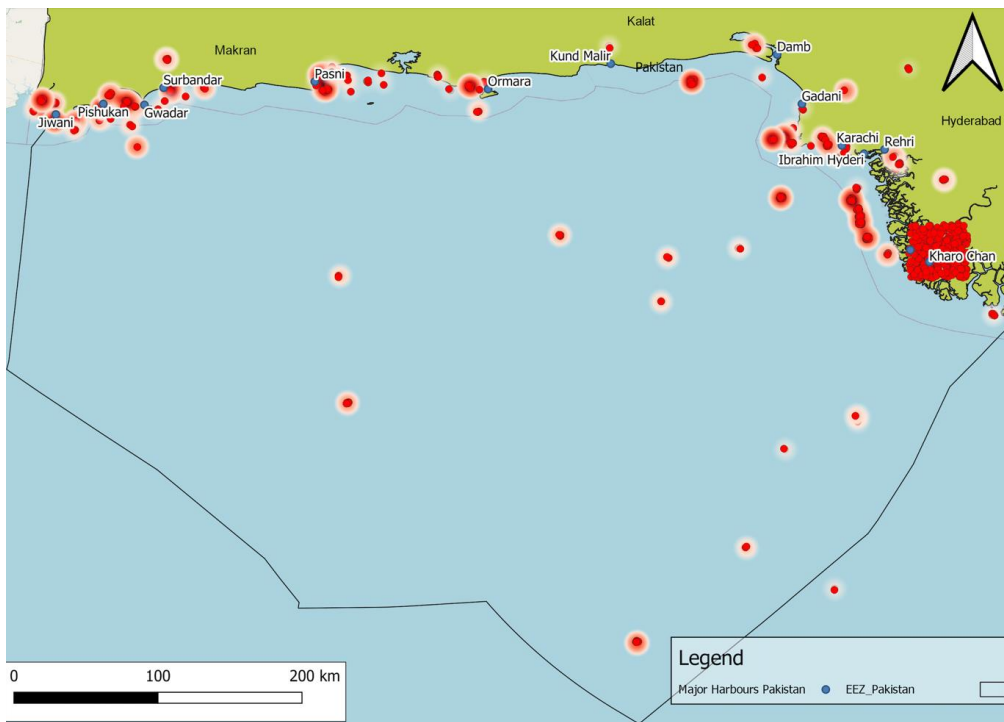 Kalat
Makran
Kund Malir
Damb
Pakistan
Surbandar
Pasni
Ormara
Gadani
Jiwani
Pishukan
Gwadar
Hyderabad
Karachi
Rehri
Ibrahim Hyderi
Kharo Chan
0 100 200 km
Legend
Major Harbours Pakistan EEZ_Pakistan